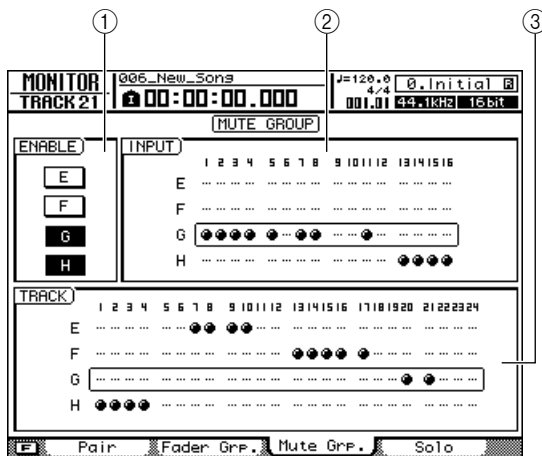 1 2 3
MONITOR 006_New_Song ♩=120.0 4/4 0.Initial R
TRACK 21 00:00:00.000 001.01 44.1kHz 16bit
MUTE GROUP
ENABLE INPUT
1 2 3 4 5 6 7 8 9 10 11 12 13 14 15 16
E E
F F
G G
H H
TRACK
1 2 3 4 5 6 7 8 9 10 11 12 13 14 15 16 17 18 19 20 21 22 23 24
E
F
G
H
F Pair Fader Grp. Mute Grp. Solo